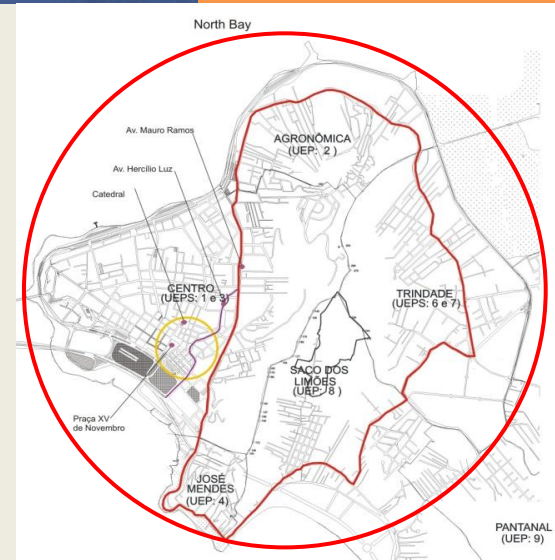 North Bay
Av. Mauro Ramos
AGRONÔMICA
(UEP: 2 )
Av. Hercílio Luz
Catedral
CENTRO
(UEPS: 1 e 3)
TRINDADE
(UEPS: 6 e 7)
SACO DOS
LIMÕES
(UEP: 8 )
Praça XV
de Novembro
JOSÉ
MENDES
(UEP: 4)
PANTANAL
(UEP: 9)